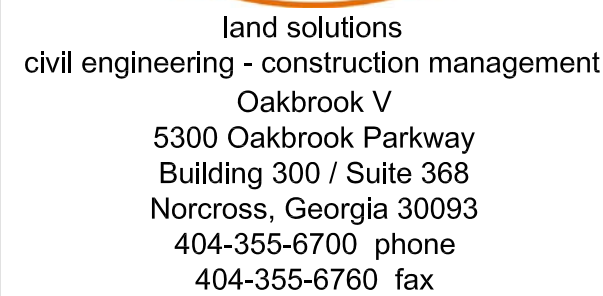 land solutions
civil engineering - construction management
Oakbrook V
5300 Oakbrook Parkway
Building 300 / Suite 368
Norcross, Georgia 30093
404-355-6700 phone
404-355-6760 fax